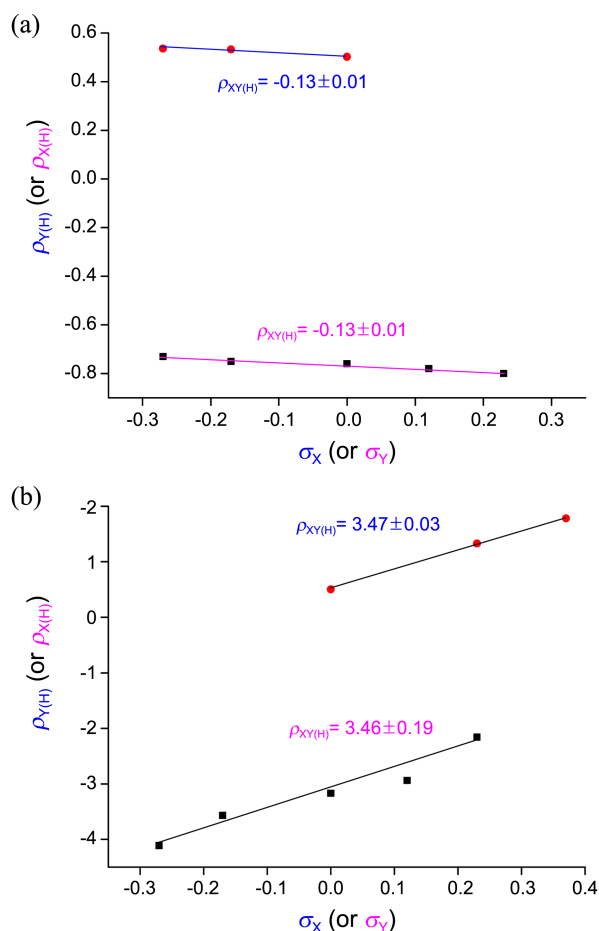 (a)
0.6
0.4
0.2
0.0
-0.2
-0.4
-0.6
-0.8
ρY(H) (or ρX(H))
ρXY(H)= -0.13±0.01
ρXY(H)= -0.13±0.01
-0.3 -0.2 -0.1 0.0 0.1 0.2 0.3
σX (or σY)
(b)
-2
1
0
-1
-2
-3
-4
ρY(H) (or ρX(H))
ρXY(H)= 3.47±0.03
ρXY(H)= 3.46±0.19
-0.3 -0.2 -0.1 0.0 0.1 0.2 0.3 0.4
σX (or σY)